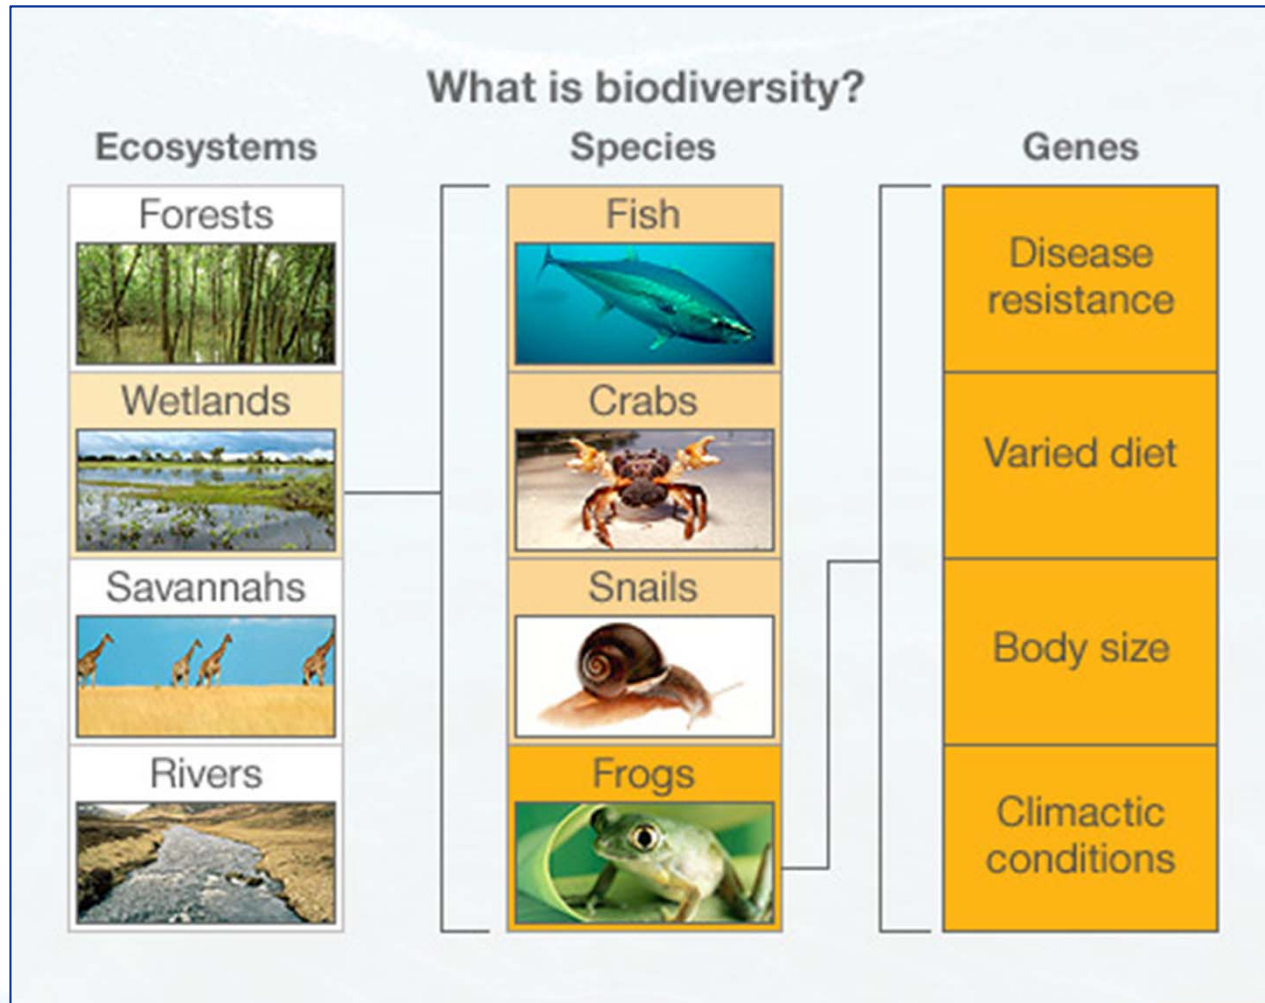 What is biodiversity?
Ecosystems
Forests
Wetlands
Savannahs
Rivers
Species
Fish
Crabs
Snails
Frogs
Genes
Disease
resistance
Varied diet
Body size
Climactic
conditions